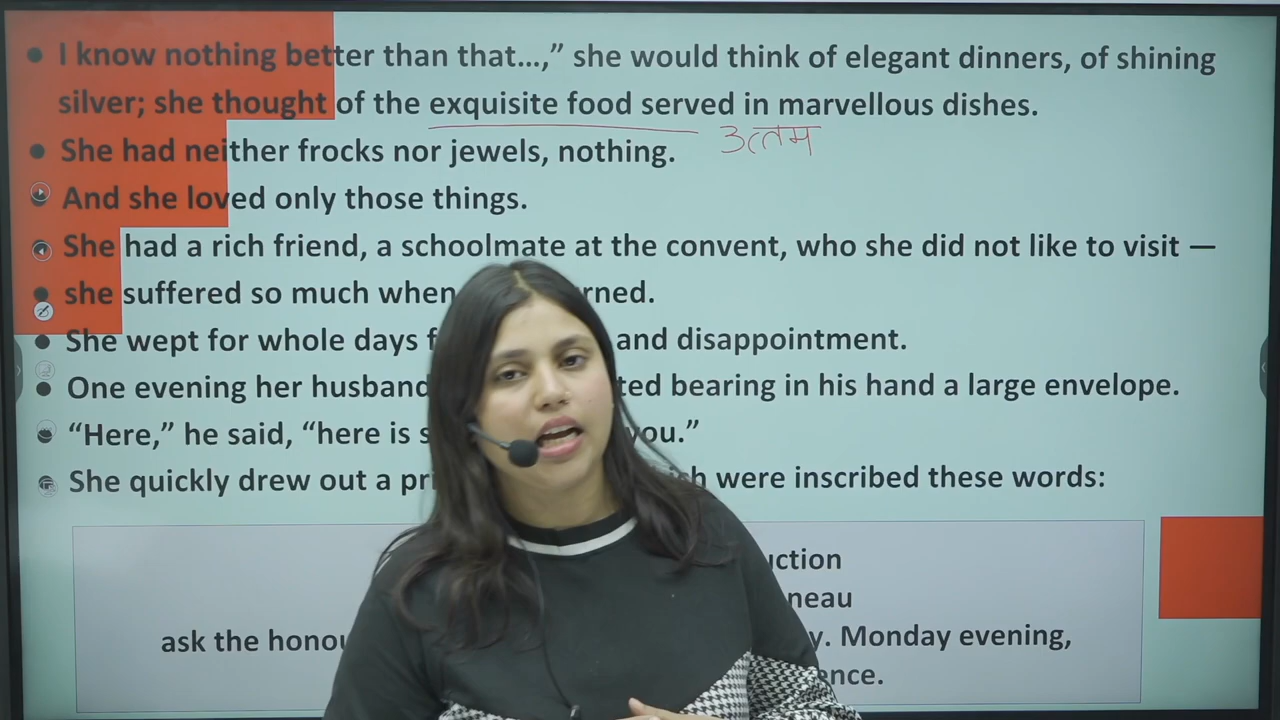 I know nothing better than that...,” she would think of elegant dinners, of shining
silver; she thought of the exquisite food served in marvellous dishes.
उत्तम
She had neither frocks nor jewels, nothing.
And she loved only those things.
She had a rich friend, a schoolmate at the convent, who she did not like to visit —
she suffered so much when rned.
She wept for whole days and disappointment.
One evening her husband ted bearing in his hand a large envelope.
“Here,” he said, “here is you.”
She quickly drew out a were inscribed these words:
uction
neau
ask the y. Monday evening,
ence.